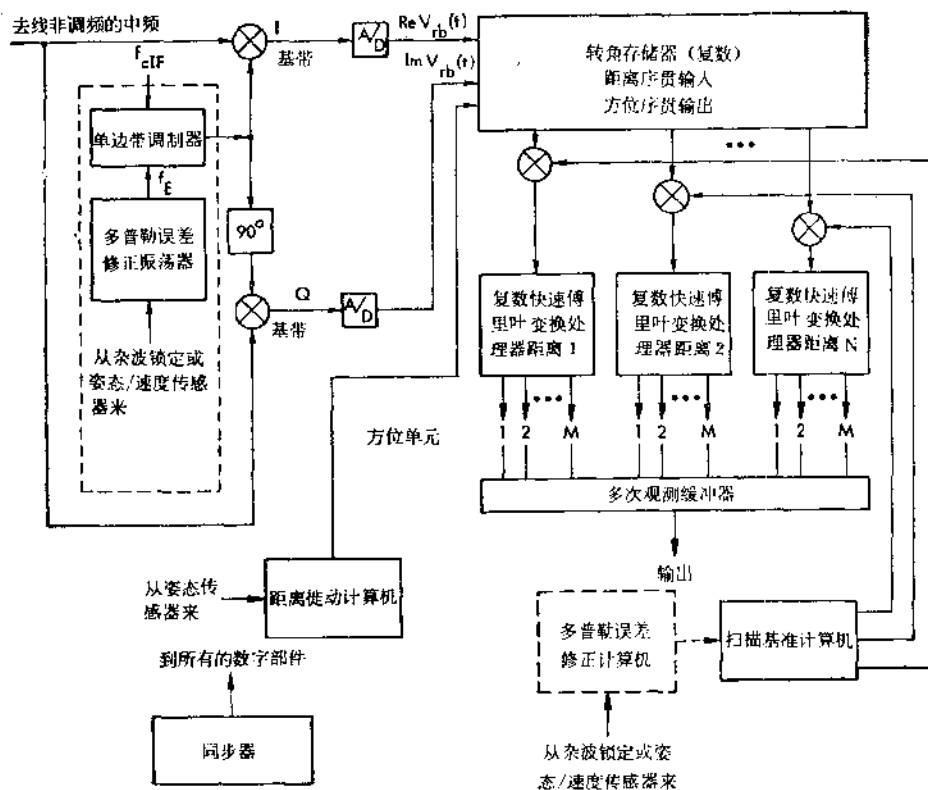 去线非调频的中频
I
基带
A/D
Re V_rb(t)
Im V_rb(t)
转角存储器（复数）
距离序贯输入
方位序贯输出
f_cIF
单边带调制器
f_E
多普勒误差
修正振荡器
从杂波锁定或
姿态/速度传感
器来
90°
Q
基带
A/D
•••
复数快速傅
里叶变换处
理器距离1
复数快速傅
里叶变换处
理器距离2
复数快速傅
里叶变换处
理器距离N
•••
•••
•••
1 2 M
1 2 M
1 2 M
方位单元
多次观测缓冲器
输出
从姿态传
感器来
距离徙动计算机
到所有的数字部件
同步器
多普勒误差
修正计算机
扫描基准计算机
从杂波锁定或姿
态/速度传感器来